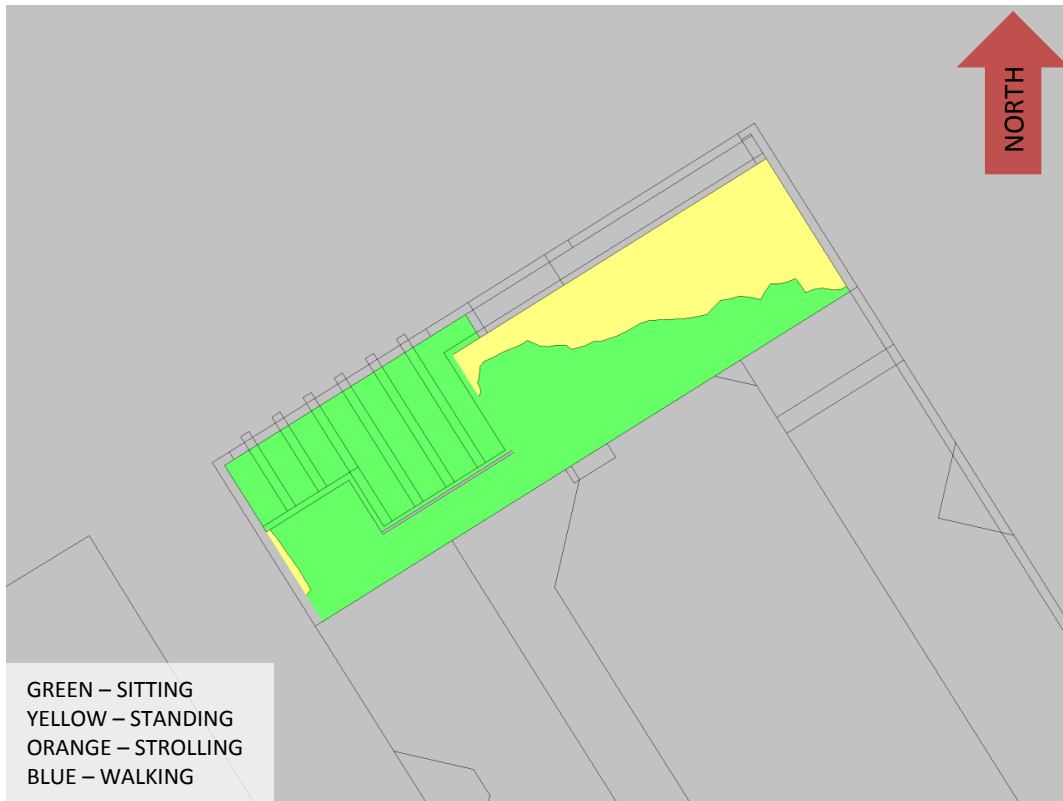 NORTH
GREEN – SITTING
YELLOW – STANDING
ORANGE – STROLLING
BLUE – WALKING